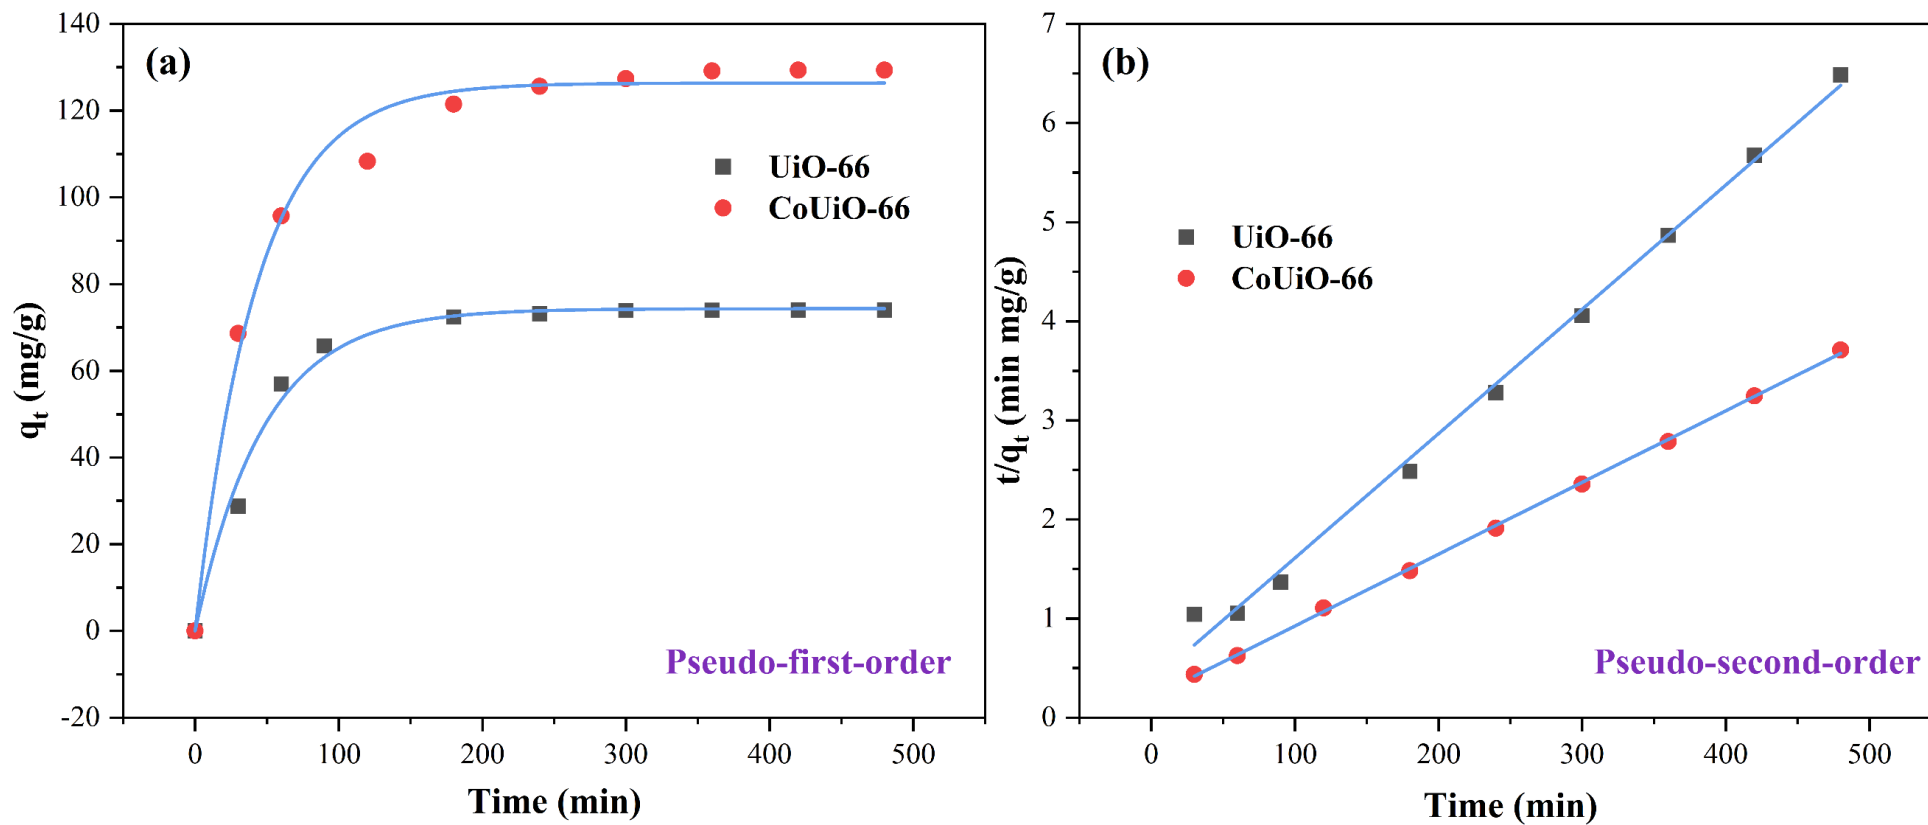 (a)
140
120
100
80
60
40
20
0
-20
qt (mg/g)
UiO-66
CoUiO-66
Pseudo-first-order
0 100 200 300 400 500
Time (min)
(b)
7
6
5
4
3
2
1
0
t/qt (min mg/g)
UiO-66
CoUiO-66
Pseudo-second-order
0 100 200 300 400 500
Time (min)